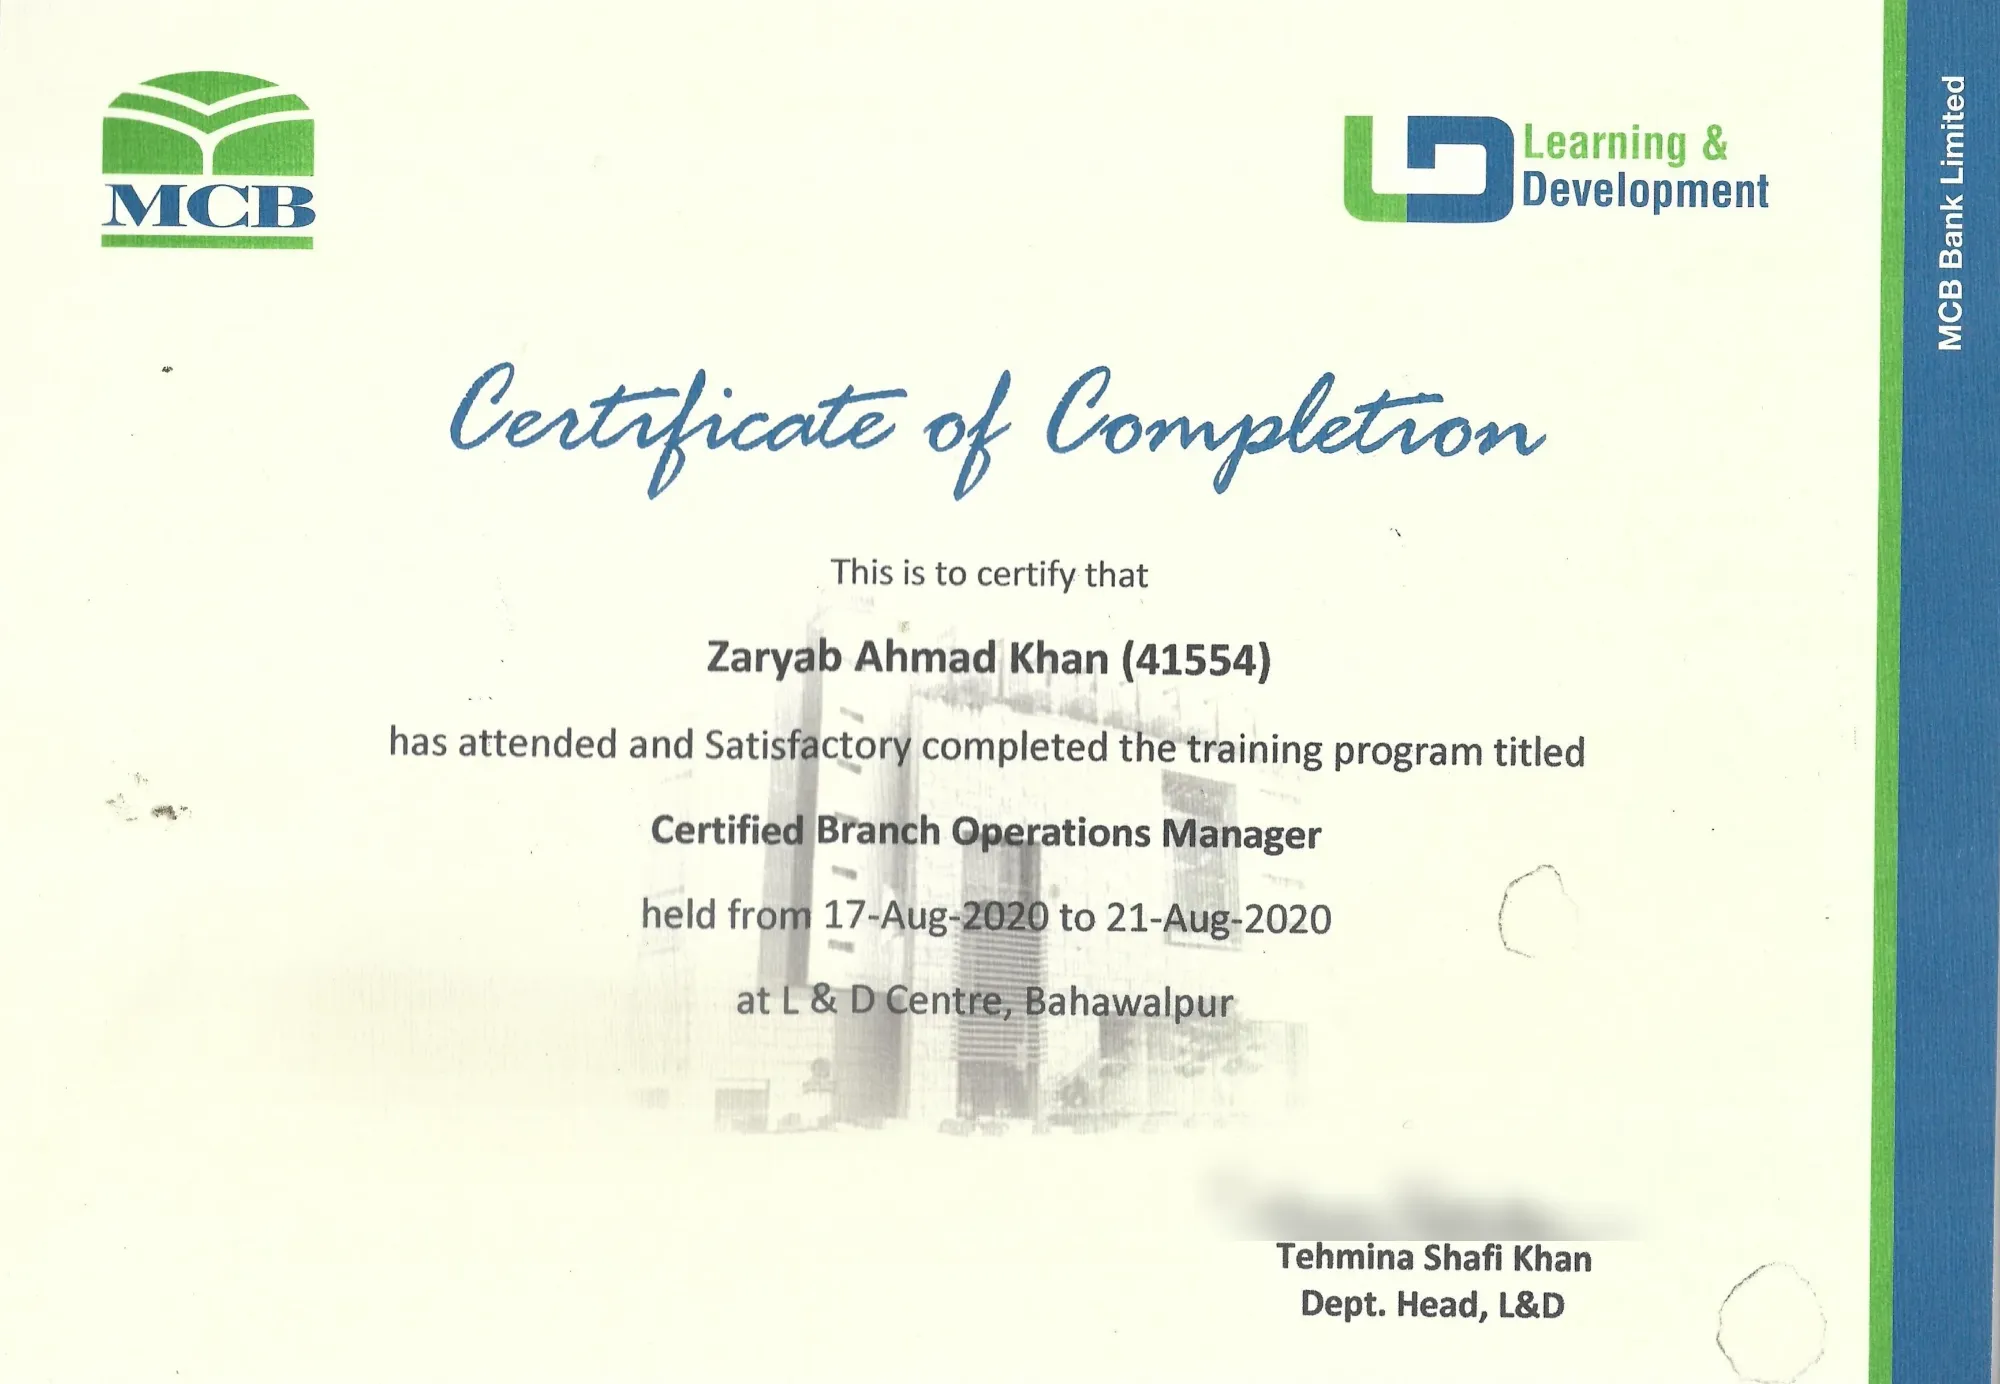 MCB
Learning &
Development
MCB Bank Limited
Certificate of Completion
This is to certify that
Zaryab Ahmad Khan (41554)
has attended and Satisfactory completed the training program titled
Certified Branch Operations Manager
held from 17-Aug-2020 to 21-Aug-2020
at L & D Centre, Bahawalpur
Tehmina Shafi Khan
Dept. Head, L&D